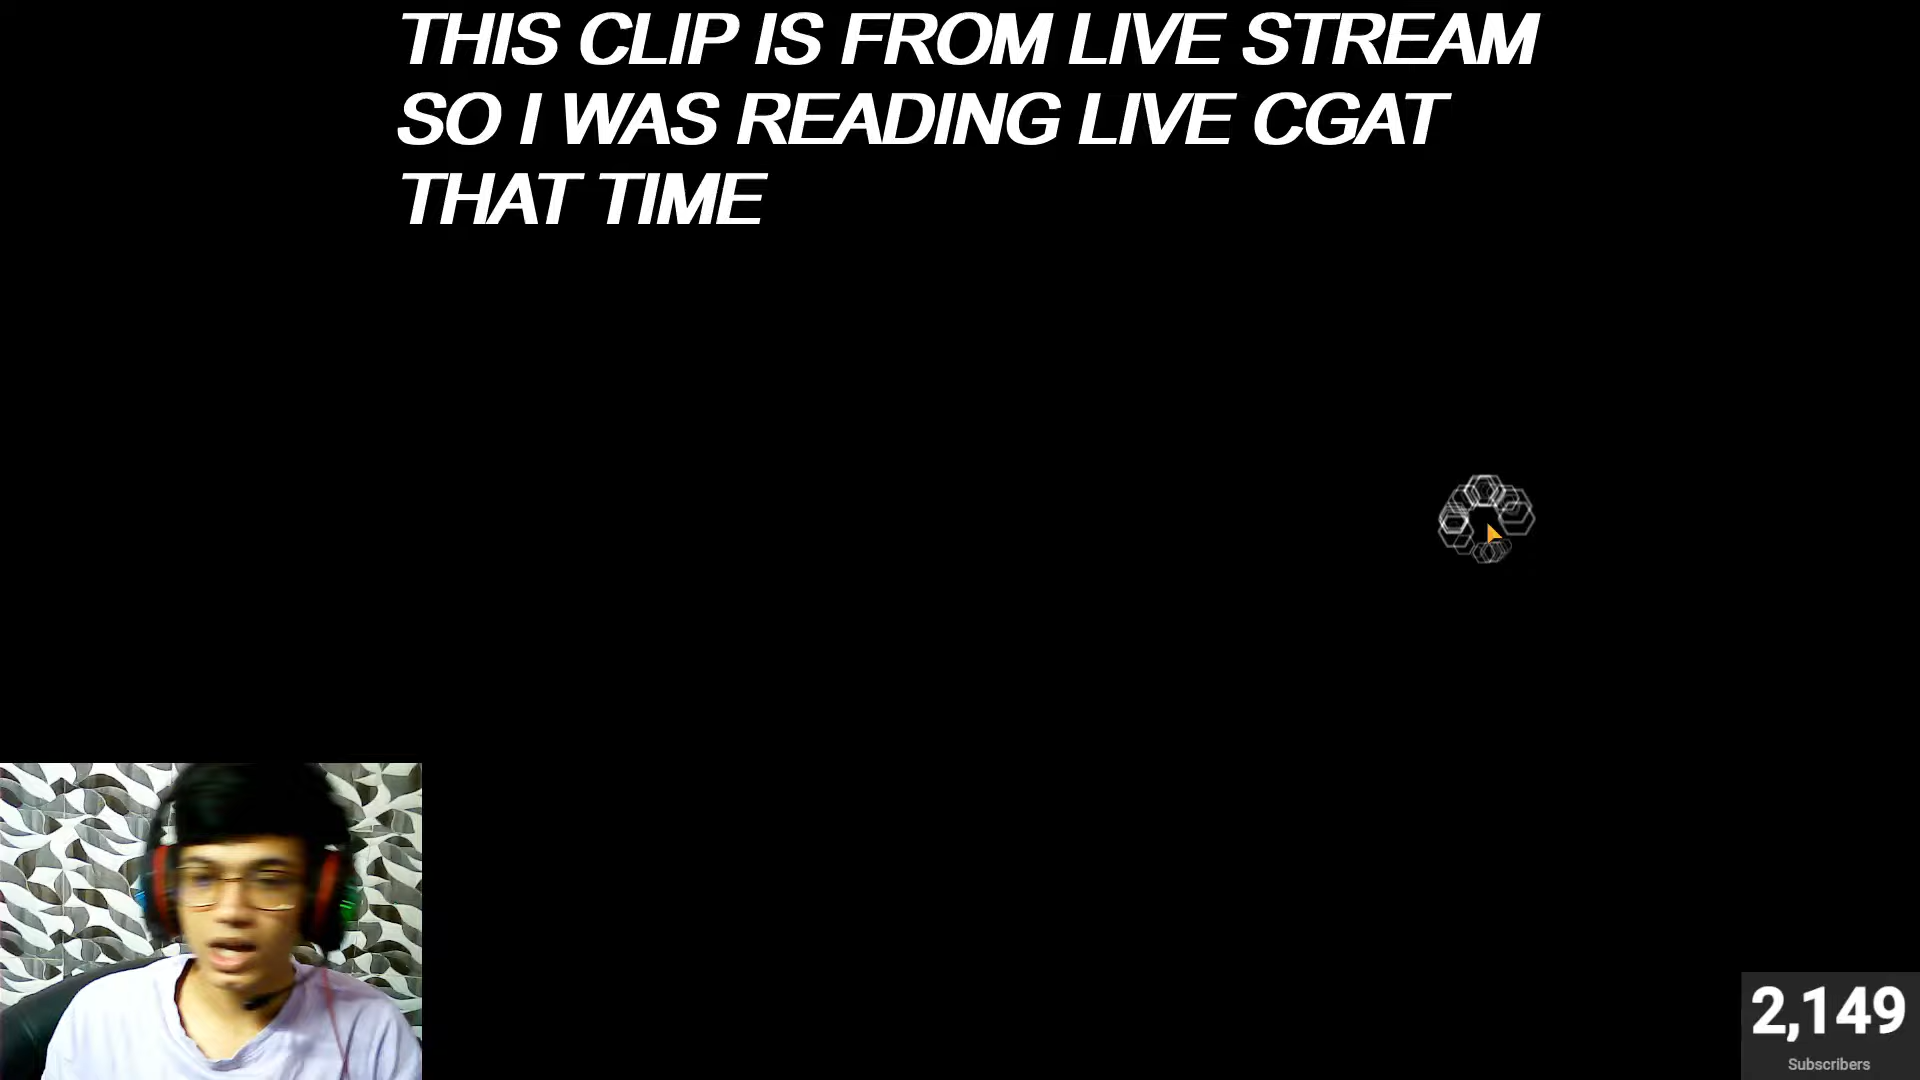 THIS CLIP IS FROM LIVE STREAM
SO I WAS READING LIVE CGAT
THAT TIME
2,149
Subscribers